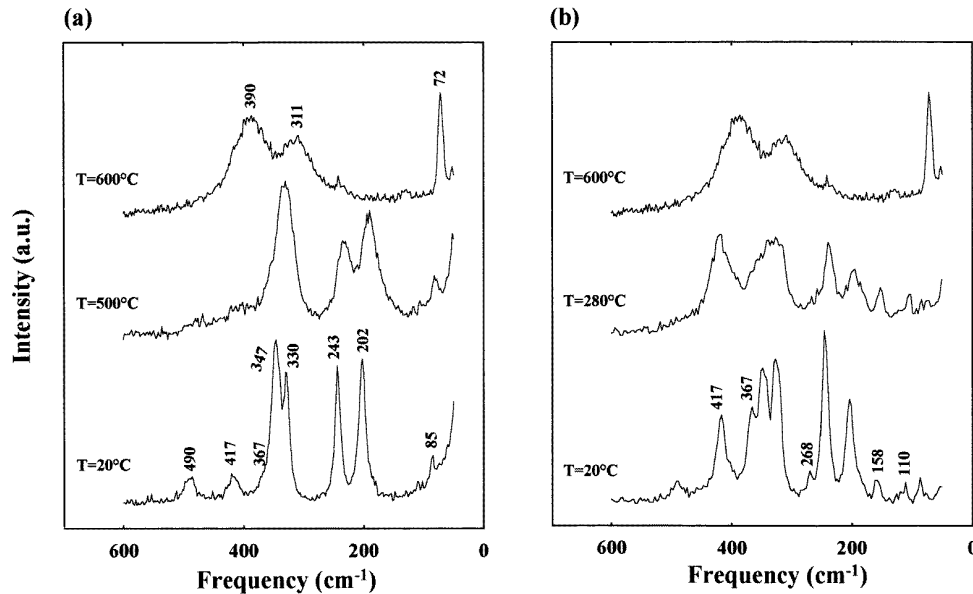 (a)
(b)
Intensity (a.u.)
390
311
72
T=600°C
T=500°C
347
330
243
202
490
417
367
85
T=20°C
600
400
200
0
Frequency (cm⁻¹)
T=600°C
T=280°C
417
367
268
158
110
T=20°C
600
400
200
0
Frequency (cm⁻¹)